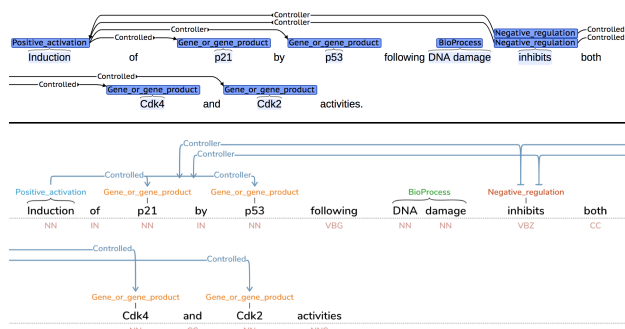 Controlled
Controller
Controller Negative_regulation Controlled
Positive_activation Controlled Gene_or_gene_product Gene_or_gene_product BioProcess Negative_regulation Controlled
Induction of p21 by p53 following DNA damage inhibits both
Controlled
Controlled Gene_or_gene_product Gene_or_gene_product
Cdk4 and Cdk2 activities.
Controller
Controller
Controlled Controller
Positive_activation Gene_or_gene_product Gene_or_gene_product BioProcess Negative_regulation
Induction of p21 by p53 following DNA damage inhibits both
NN IN NN IN NN VBG NN NN VBZ CC
Controlled
Controlled
Gene_or_gene_product Gene_or_gene_product
Cdk4 and Cdk2 activities